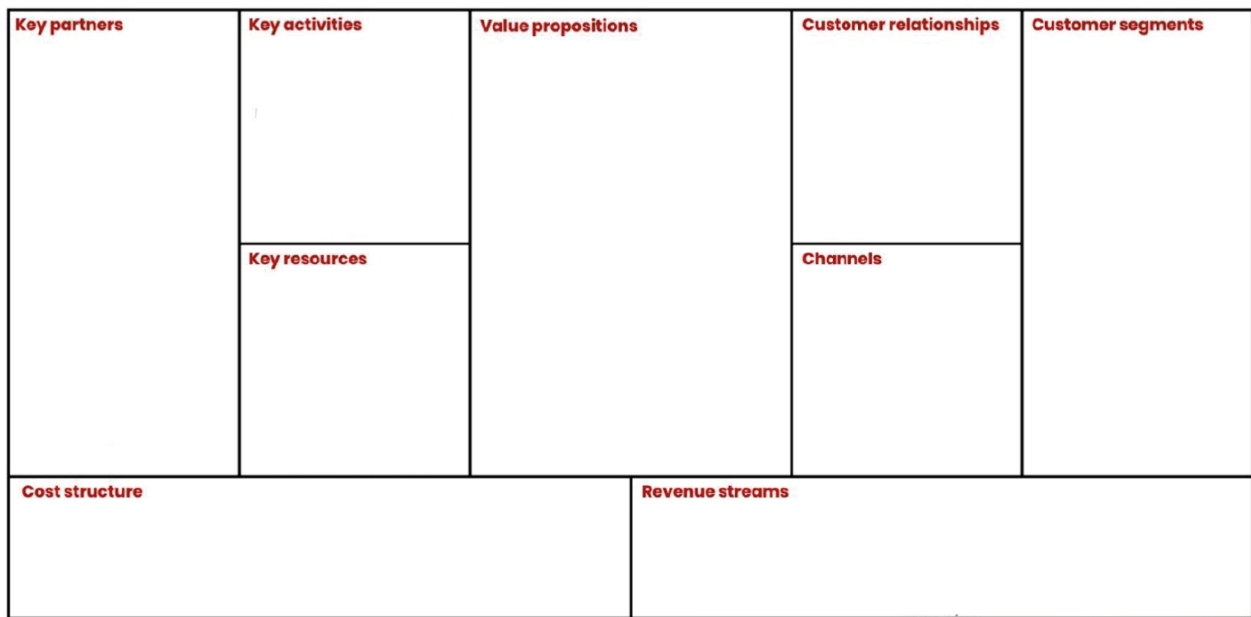 Key partners
Key activities
Value propositions
Customer relationships
Customer segments
Key resources
Channels
Cost structure
Revenue streams